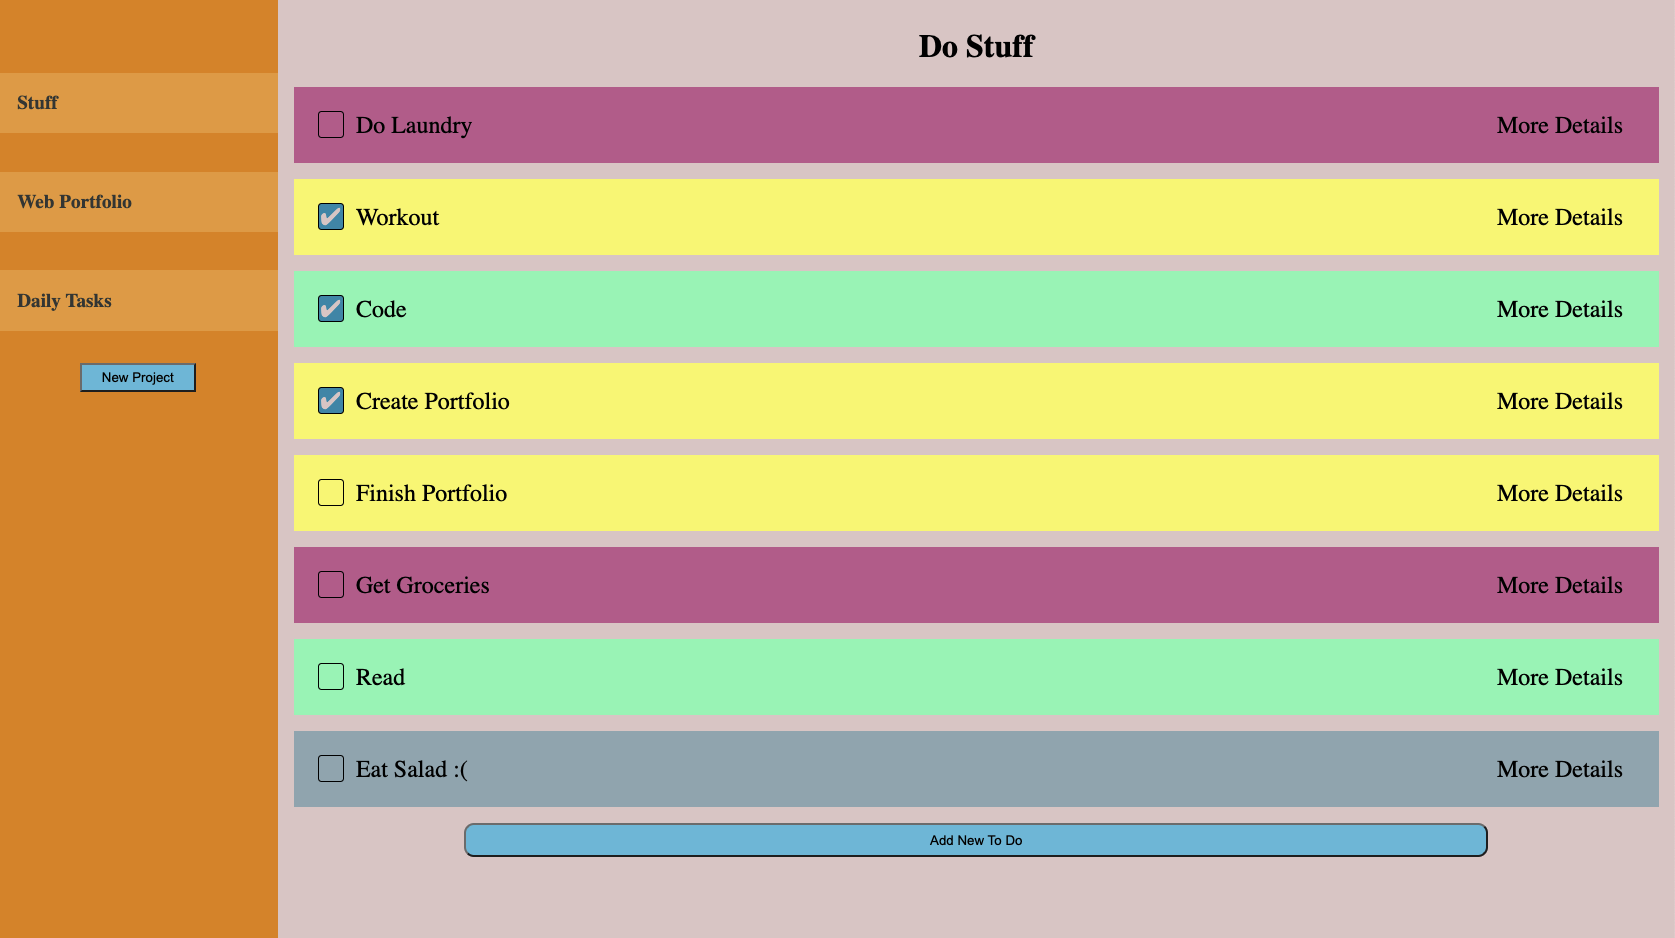 Stuff
Web Portfolio
Daily Tasks
New Project
Do Stuff
Do Laundry More Details
Workout More Details
Code More Details
Create Portfolio More Details
Finish Portfolio More Details
Get Groceries More Details
Read More Details
Eat Salad :( More Details
Add New To Do